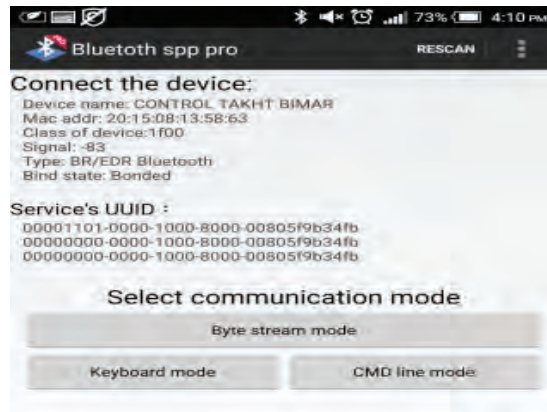 73% 4:10 PM
Bluetoth spp pro RESCAN
Connect the device:
Device name: CONTROL TAKHT BIMAR
Mac addr: 20:15:08:13:58:63
Class of device:1f00
Signal: -83
Type: BR/EDR Bluetooth
Bind state: Bonded
Service's UUID :
00001101-0000-1000-8000-00805f9b34fb
00000000-0000-1000-8000-00805f9b34fb
00000000-0000-1000-8000-00805f9b34fb
Select communication mode
Byte stream mode
Keyboard mode CMD line mode